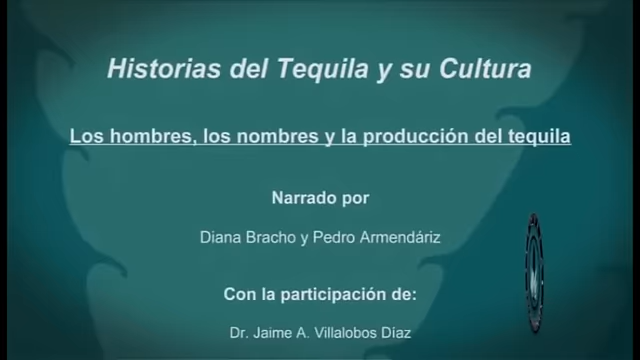 Historias del Tequila y su Cultura
Los hombres, los nombres y la producción del tequila
Narrado por
Diana Bracho y Pedro Armendáriz
Con la participación de:
Dr. Jaime A. Villalobos Díaz